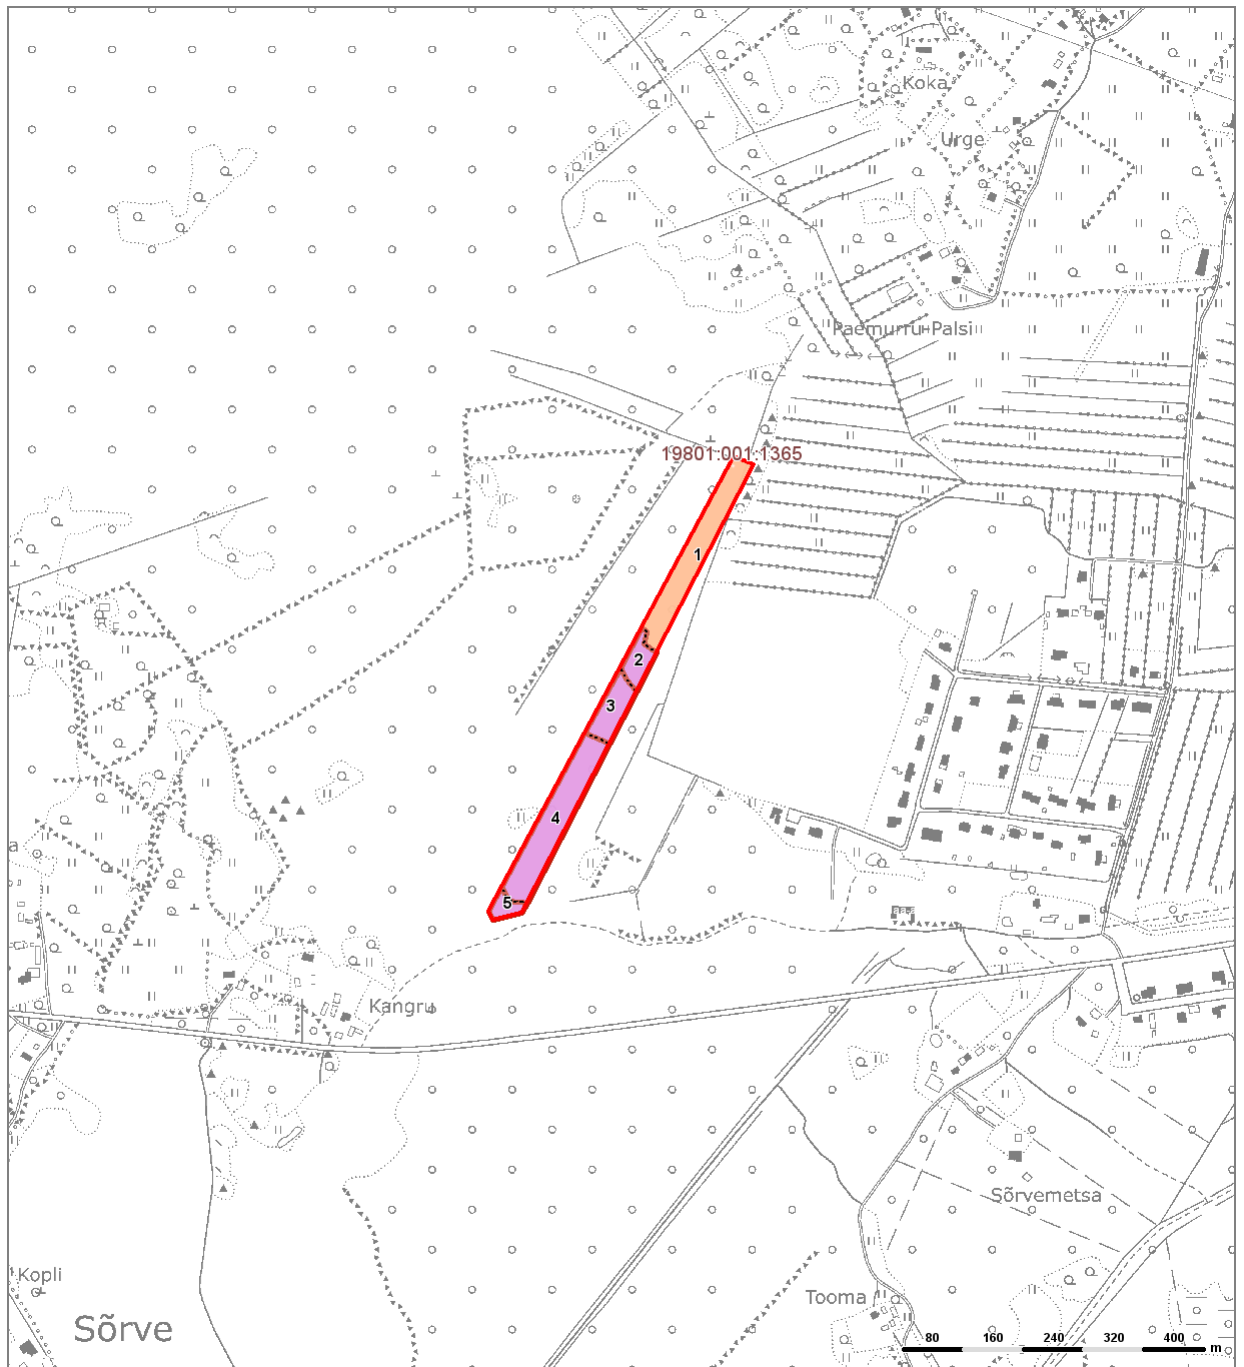 Koka
Urge
Paemurru-Palsi
19801:001:1365
1
2
3
4
a
5
Kangru
Sõrvemetsa
Kopli
Tooma
Sõrve
80 160 240 320 400 m